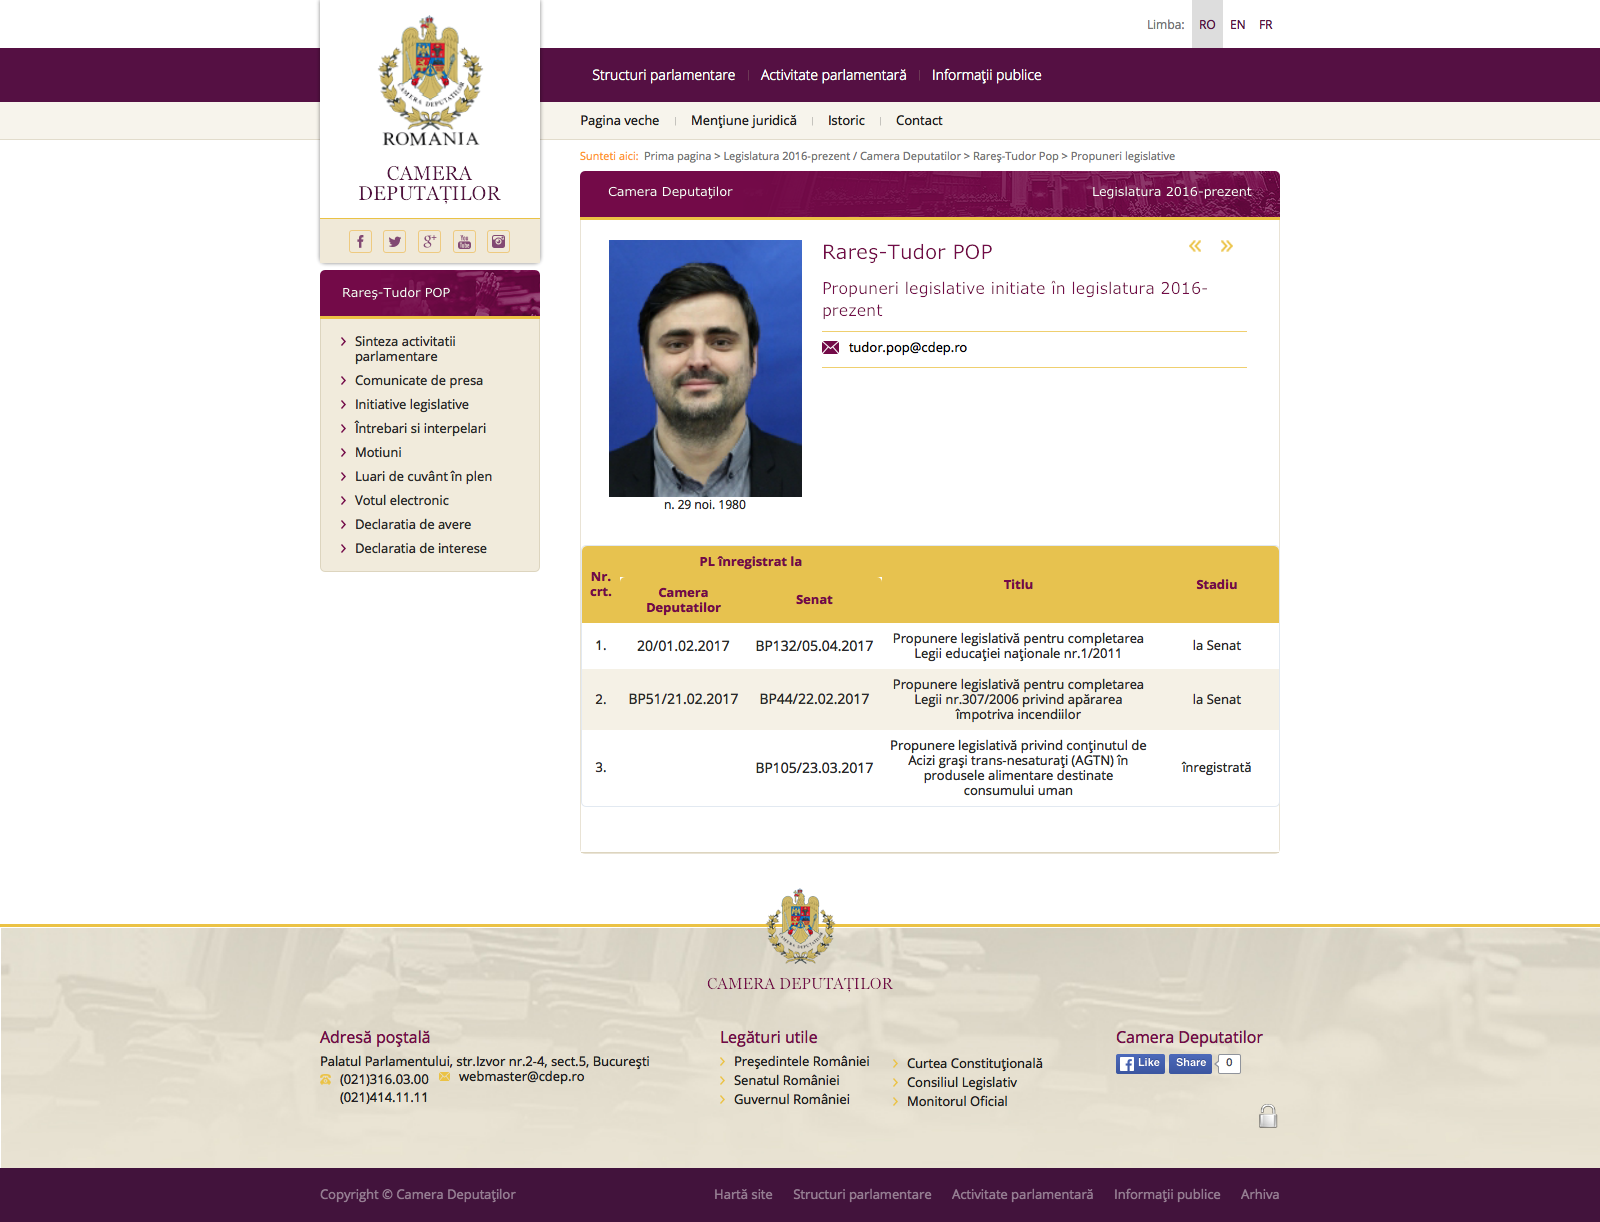 Limba: RO EN FR
Structuri parlamentare
Activitate parlamentară
Informaţii publice
Pagina veche
Menţiune juridică
Istoric
Contact
CAMERA DEPUTAŢILOR
ROMANIA
CAMERA
DEPUTAŢILOR
Sunteti aici: Prima pagina > Legislatura 2016-prezent / Camera Deputatilor > Rareş-Tudor Pop > Propuneri legislative
Camera Deputaţilor
Legislatura 2016-prezent
Rareş-Tudor POP
Sinteza activitatii
parlamentare
Comunicate de presa
Initiative legislative
Întrebari si interpelari
Motiuni
Luari de cuvânt în plen
Votul electronic
Declaratia de avere
Declaratia de interese
Rareş-Tudor POP
Propuneri legislative initiate în legislatura 2016-
prezent
tudor.pop@cdep.ro
n. 29 noi. 1980
Nr.
crt.
PL înregistrat la
Camera
Deputatilor
Senat
Titlu
Stadiu
1.
20/01.02.2017
BP132/05.04.2017
Propunere legislativă pentru completarea
Legii educaţiei naţionale nr.1/2011
la Senat
2.
BP51/21.02.2017
BP44/22.02.2017
Propunere legislativă pentru completarea
Legii nr.307/2006 privind apărarea
împotriva incendiilor
la Senat
3.
BP105/23.03.2017
Propunere legislativă privind conţinutul de
Acizi graşi trans-nesaturaţi (AGTN) în
produsele alimentare destinate
consumului uman
înregistrată
CAMERA DEPUTAŢILOR
CAMERA DEPUTAŢILOR
Adresă poştală
Palatul Parlamentului, str.Izvor nr.2-4, sect.5, Bucureşti
(021)316.03.00
webmaster@cdep.ro
(021)414.11.11
Legături utile
Preşedintele României
Senatul României
Guvernul României
Curtea Constituţională
Consiliul Legislativ
Monitorul Oficial
Camera Deputatilor
Like
Share
0
Copyright © Camera Deputaţilor
Hartă site
Structuri parlamentare
Activitate parlamentară
Informaţii publice
Arhiva